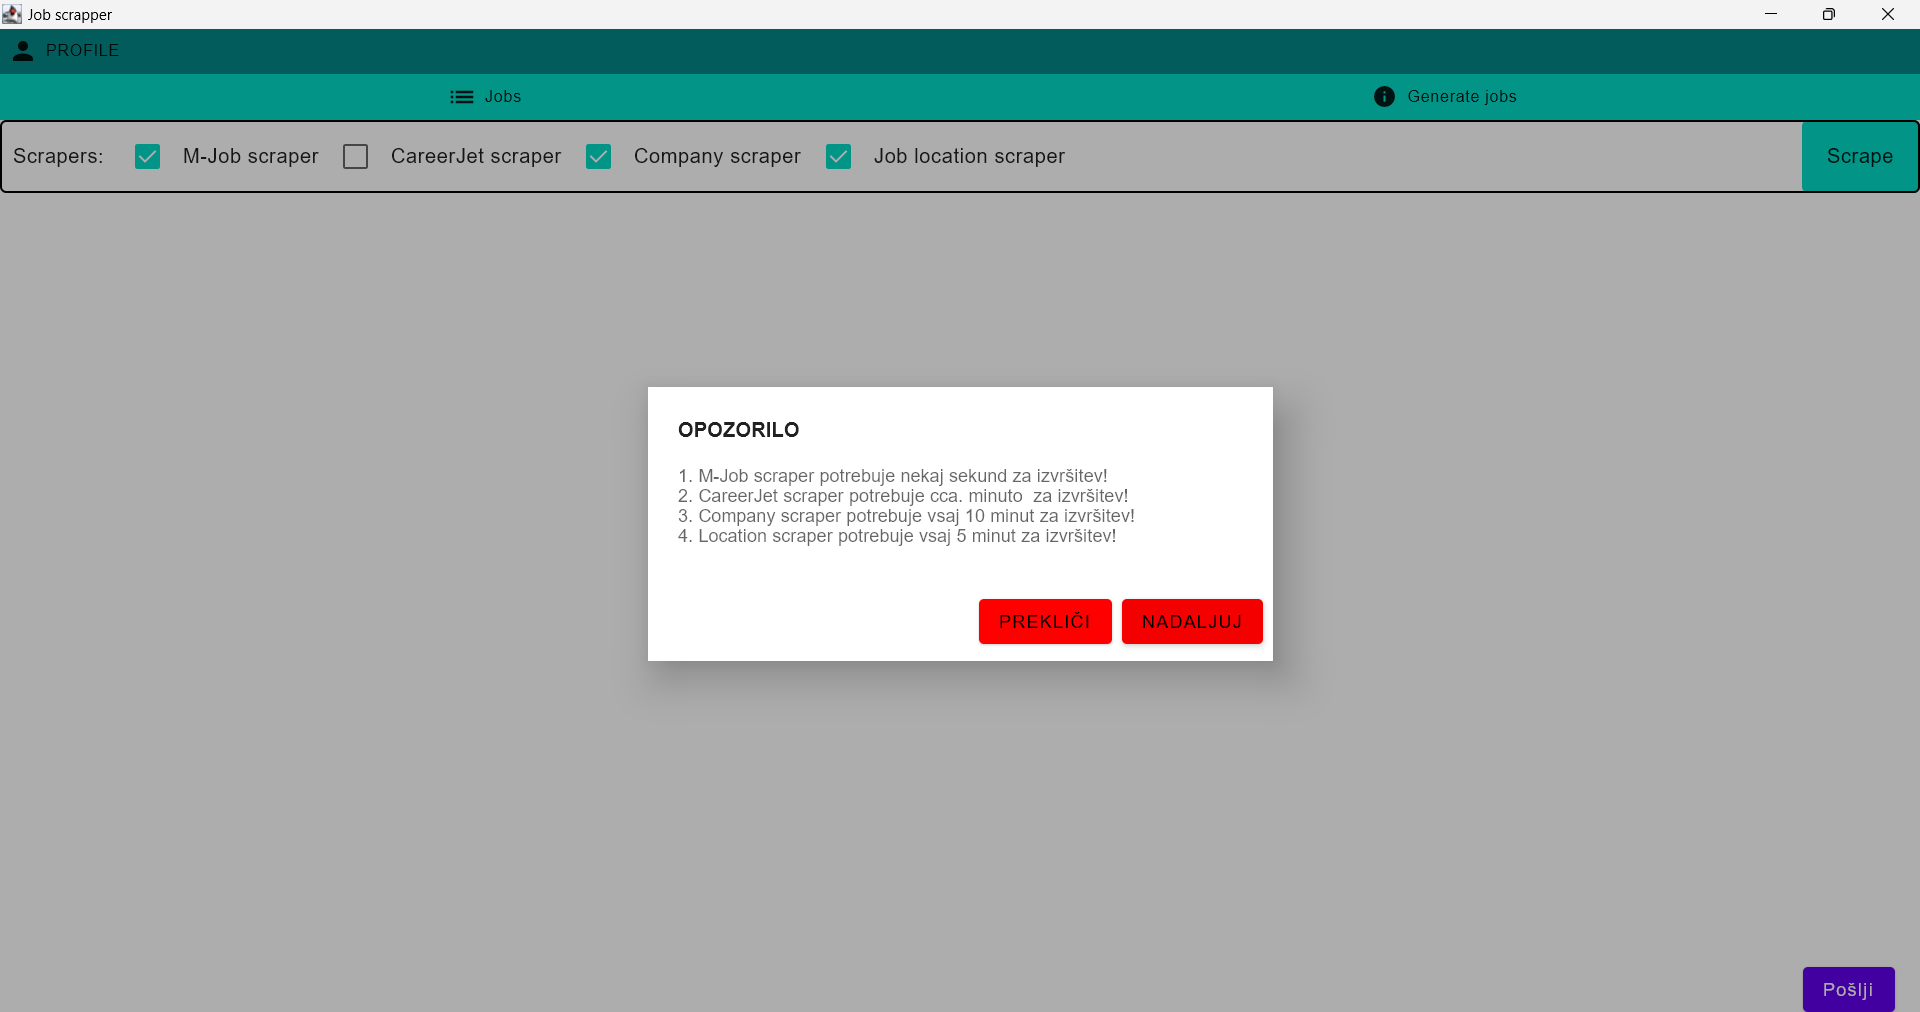 Job scrapper
PROFILE
Jobs
Generate jobs
Scrapers: M-Job scraper CareerJet scraper Company scraper Job location scraper Scrape
OPOZORILO
1. M-Job scraper potrebuje nekaj sekund za izvršitev!
2. CareerJet scraper potrebuje cca. minuto  za izvršitev!
3. Company scraper potrebuje vsaj 10 minut za izvršitev!
4. Location scraper potrebuje vsaj 5 minut za izvršitev!
PREKLIČI NADALJUJ
Pošlji